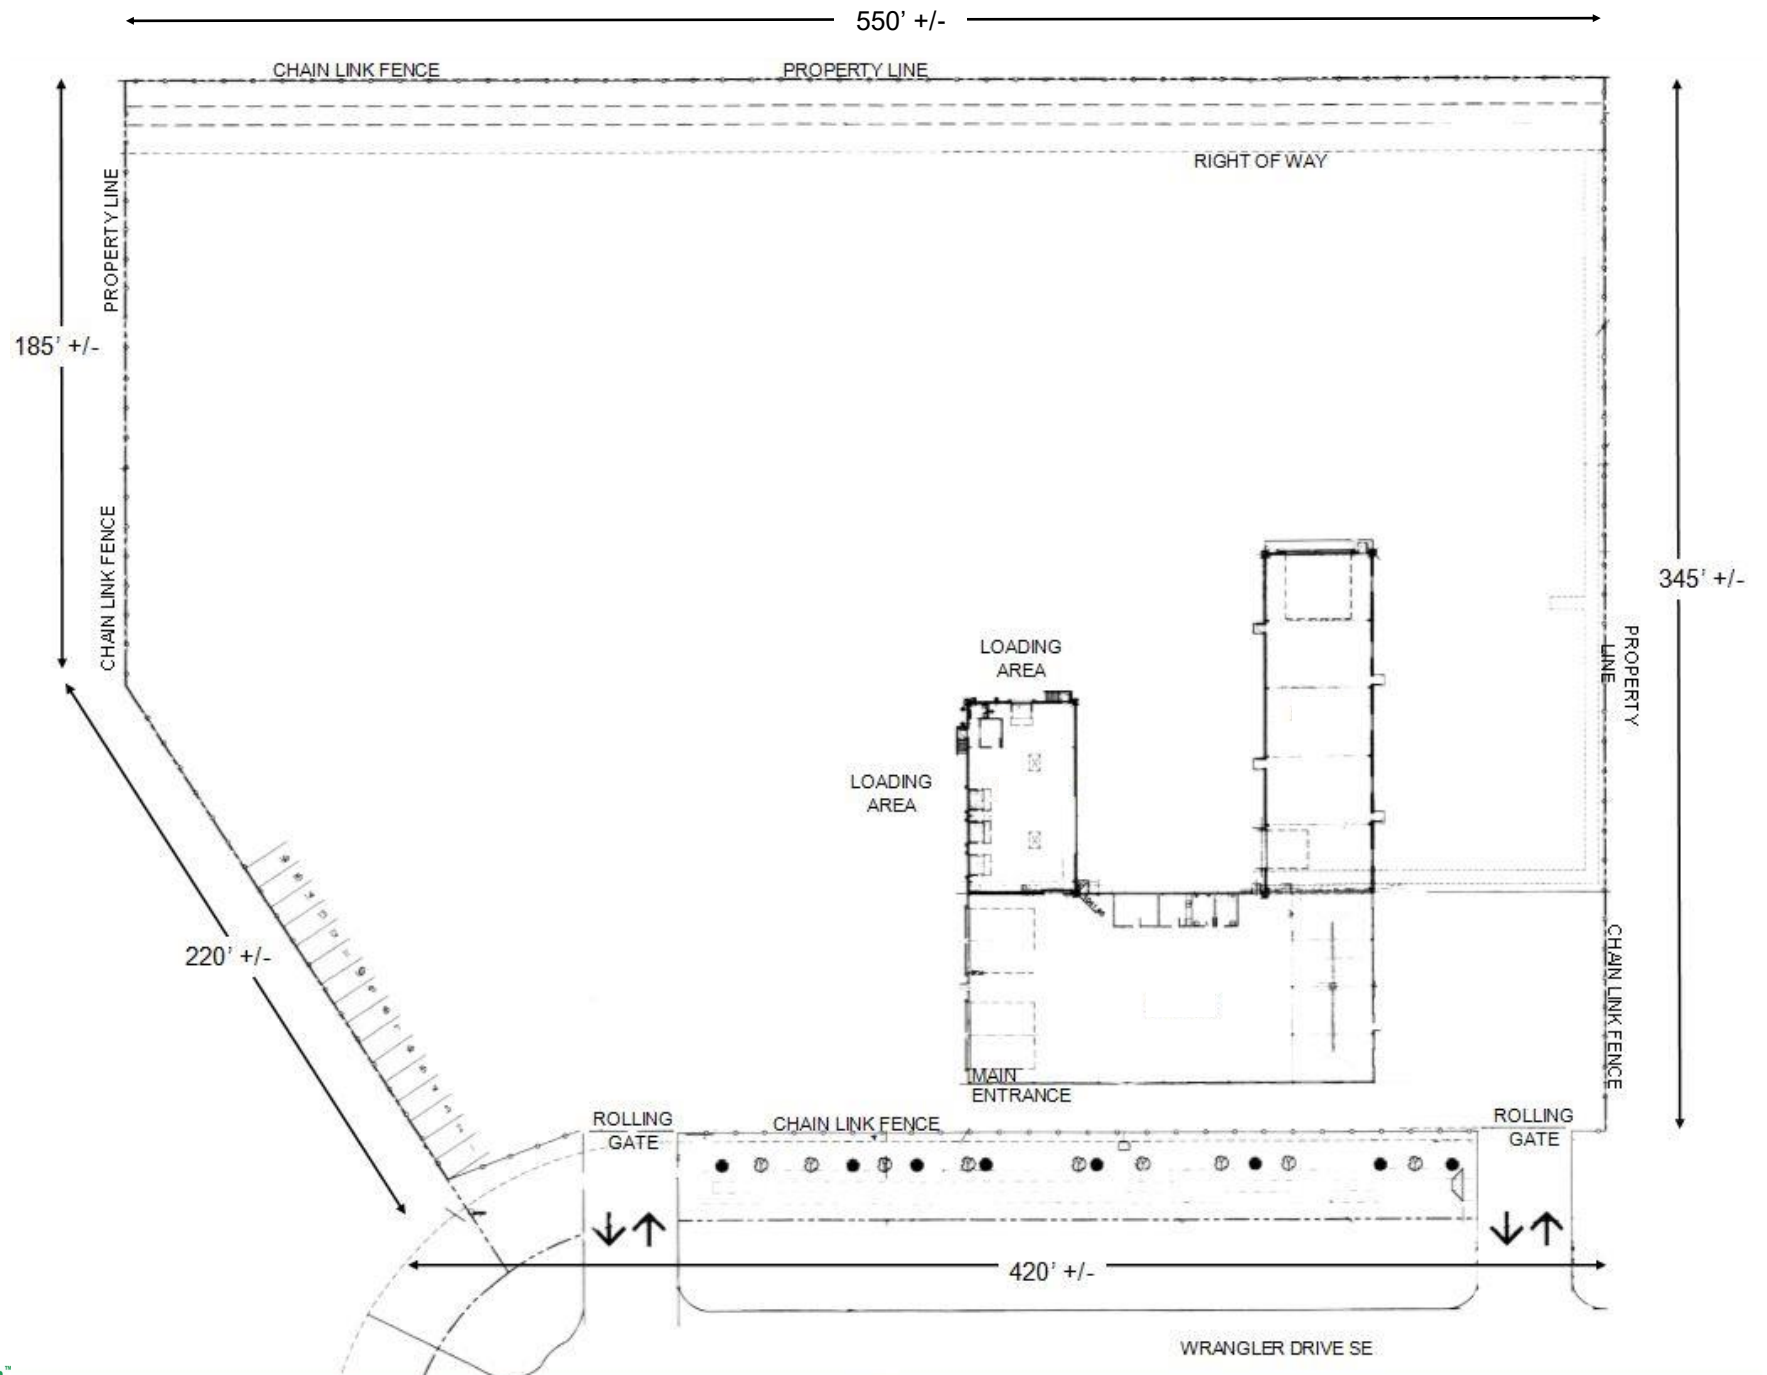 550’ +/-
CHAIN LINK FENCE
PROPERTY LINE
RIGHT OF WAY
PROPERTY LINE
185’ +/-
CHAIN LINK FENCE
345’ +/-
PROPERTY
LINE
LOADING
AREA
LOADING
AREA
220’ +/-
CHAIN LINK FENCE
MAIN
ENTRANCE
ROLLING
GATE
CHAIN LINK FENCE
ROLLING
GATE
420’ +/-
WRANGLER DRIVE SE